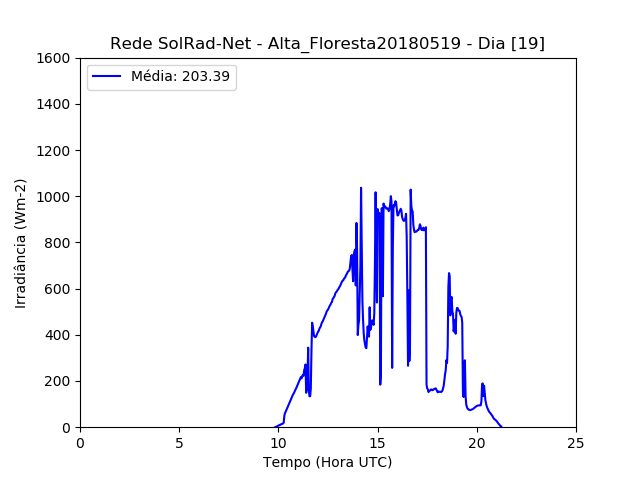 Rede SolRad-Net - Alta_Floresta20180519 - Dia [19]
Média: 203.39
1600
1400
1200
1000
800
600
400
200
0
Irradiância (Wm-2)
0 5 10 15 20 25
Tempo (Hora UTC)